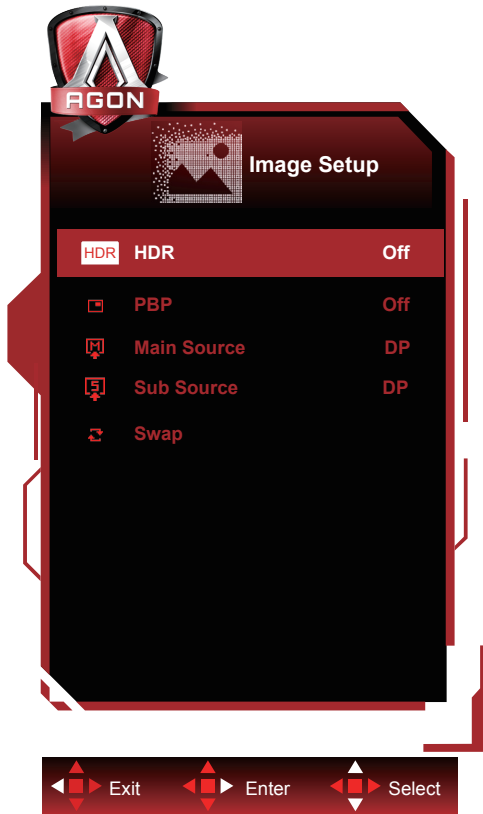 AGON
Image Setup
HDR HDR Off
PBP Off
M Main Source DP
S Sub Source DP
Swap
Exit Enter Select